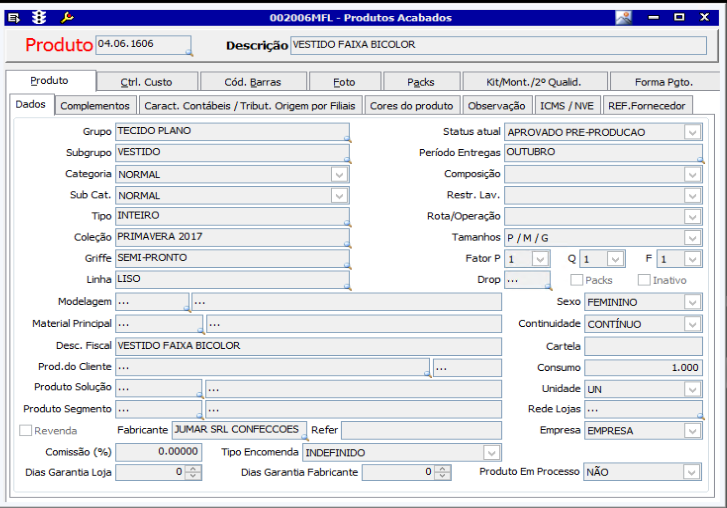 002006MFL - Produtos Acabados
Produto 04.06.1606 Descrição VESTIDO FAIXA BICOLOR
Produto Ctrl. Custo Cód. Barras Foto Packs Kit/Mont./2º Qualid. Forma Pgto.
Dados Complementos Caract. Contábeis / Tribut. Origem por Filiais Cores do produto Observação ICMS / NVE REF.Fornecedor
Grupo TECIDO PLANO Status atual APROVADO PRE-PRODUCAO
Subgrupo VESTIDO Período Entregas OUTUBRO
Categoria NORMAL Composição
Sub Cat. NORMAL Restr. Lav.
Tipo INTEIRO Rota/Operação
Coleção PRIMAVERA 2017 Tamanhos P / M / G
Griffe SEMI-PRONTO Fator P 1 Q 1 F 1
Linha LISO Drop ... Packs Inativo
Modelagem ... ... Sexo FEMININO
Material Principal ... ... Continuidade CONTÍNUO
Desc. Fiscal VESTIDO FAIXA BICOLOR Cartela
Prod.do Cliente ... ... Consumo 1.000
Produto Solução ... ... Unidade UN
Produto Segmento ... ... Rede Lojas ...
Revenda Fabricante JUMAR SRL CONFECCOES Refer Empresa EMPRESA
Comissão (%) 0.00000 Tipo Encomenda INDEFINIDO
Dias Garantia Loja 0 Dias Garantia Fabricante 0 Produto Em Processo NÃO